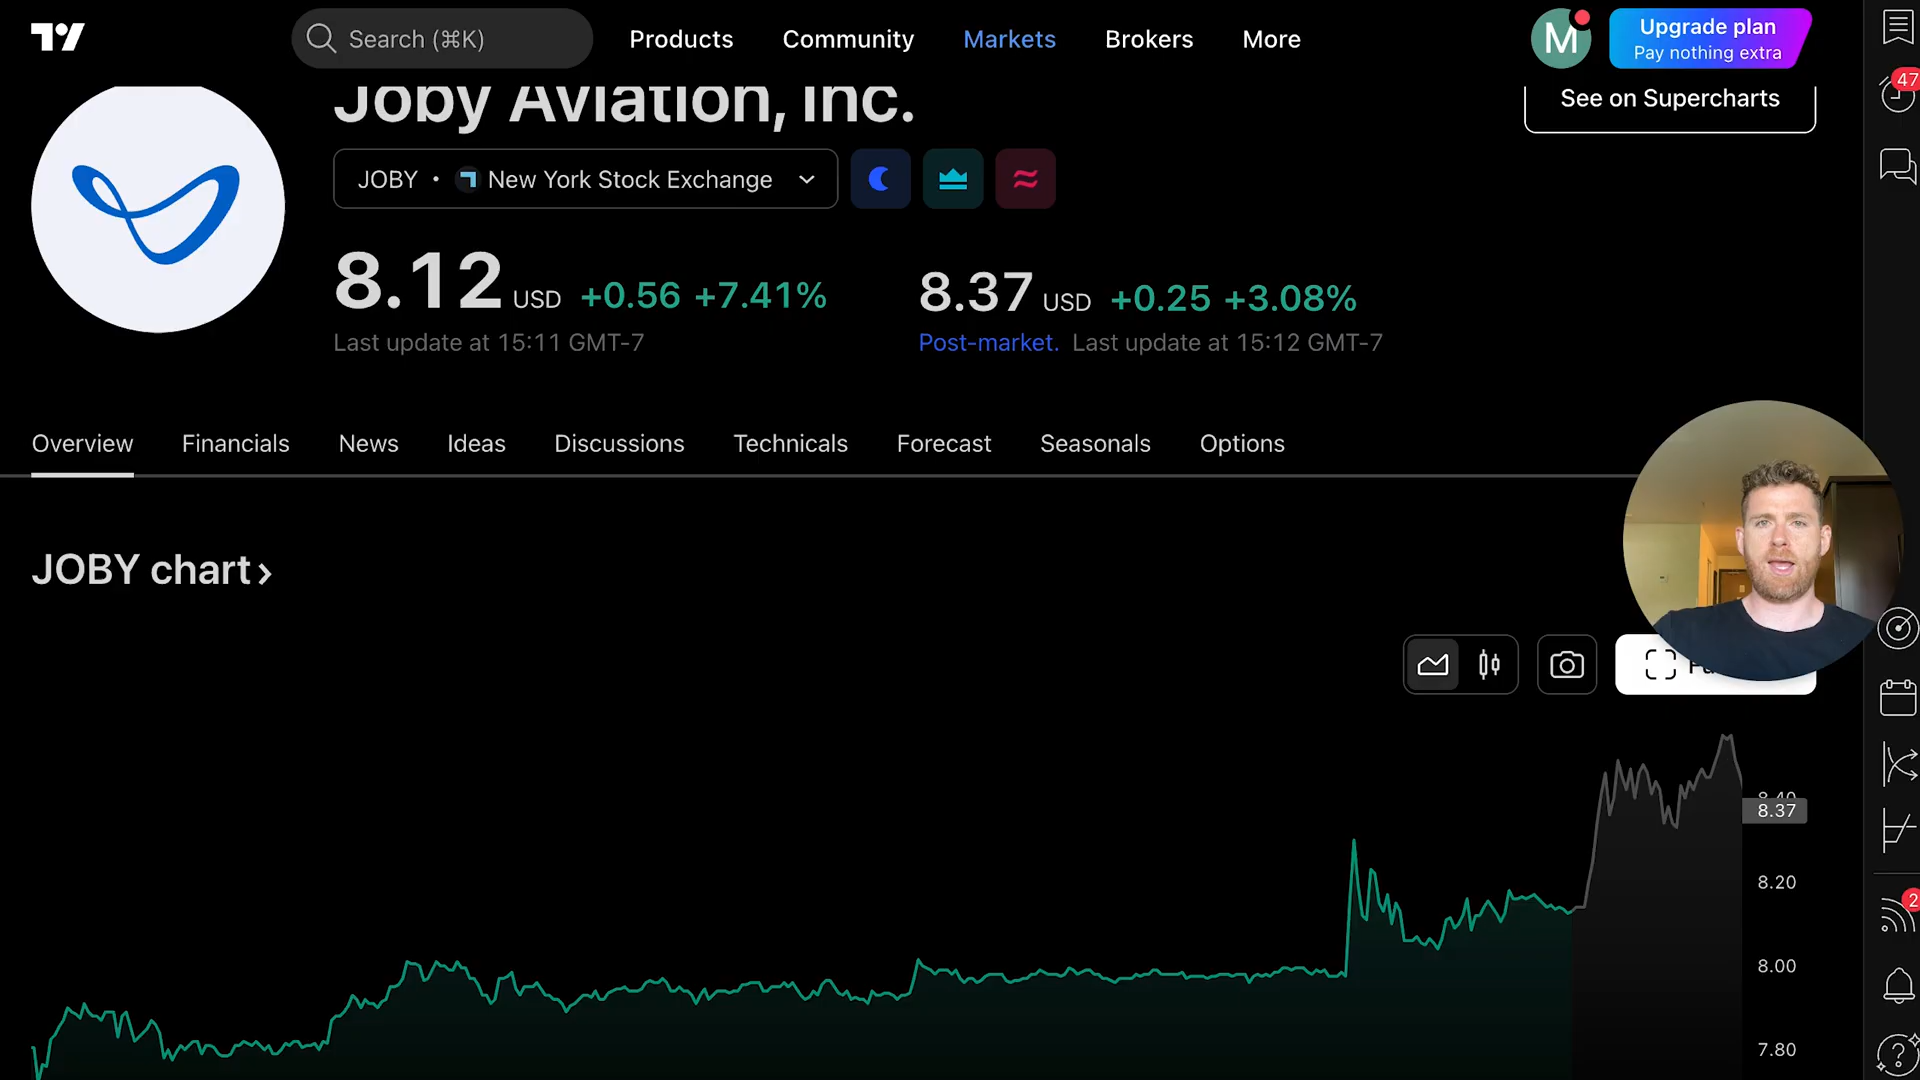 Search (⌘K)
Products
Community
Markets
Brokers
More
M
Upgrade plan
Pay nothing extra
47
Joby Aviation, Inc.
See on Supercharts
JOBY • New York Stock Exchange
8.12 USD +0.56 +7.41%
Last update at 15:11 GMT-7
8.37 USD +0.25 +3.08%
Post-market. Last update at 15:12 GMT-7
Overview
Financials
News
Ideas
Discussions
Technicals
Forecast
Seasonals
Options
JOBY chart ›
8.40
8.37
8.20
8.00
7.80
2